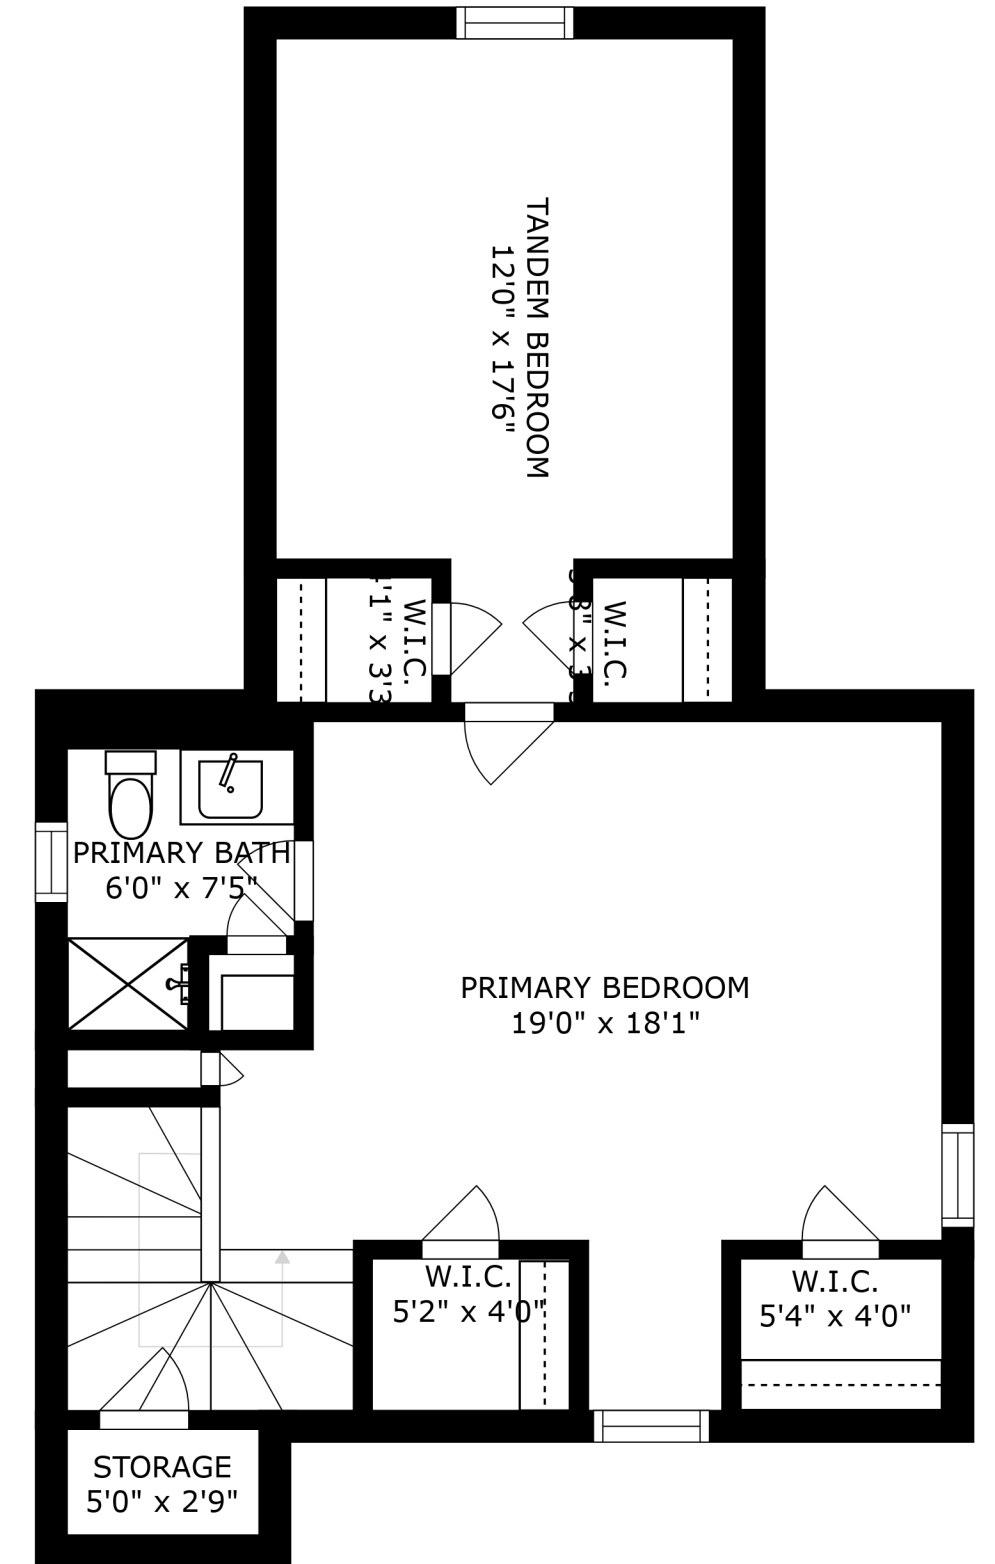 TANDEM BEDROOM
12'0" x 17'6"
W.I.C.
W.I.C.
PRIMARY BATH
6'0" x 7'5"
PRIMARY BEDROOM
19'0" x 18'1"
W.I.C.
5'2" x 4'0"
W.I.C.
5'4" x 4'0"
STORAGE
5'0" x 2'9"